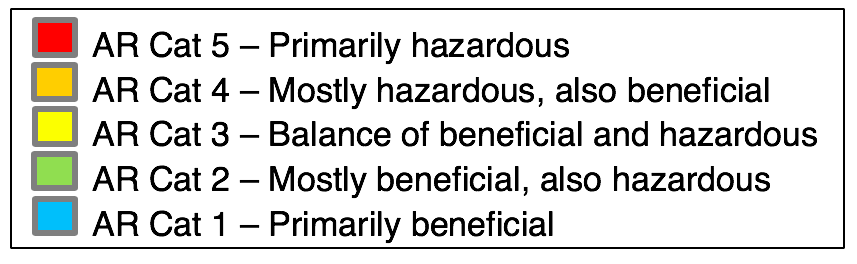 AR Cat 5 – Primarily hazardous
AR Cat 4 – Mostly hazardous, also beneficial
AR Cat 3 – Balance of beneficial and hazardous
AR Cat 2 – Mostly beneficial, also hazardous
AR Cat 1 – Primarily beneficial